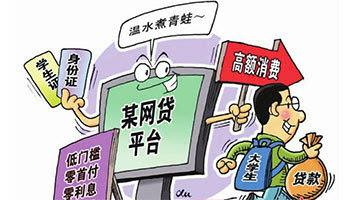 温水煮青蛙～
学生证
身份证
高额消费
某网贷
平台
低门槛
零首付
零利息
大学生
贷款